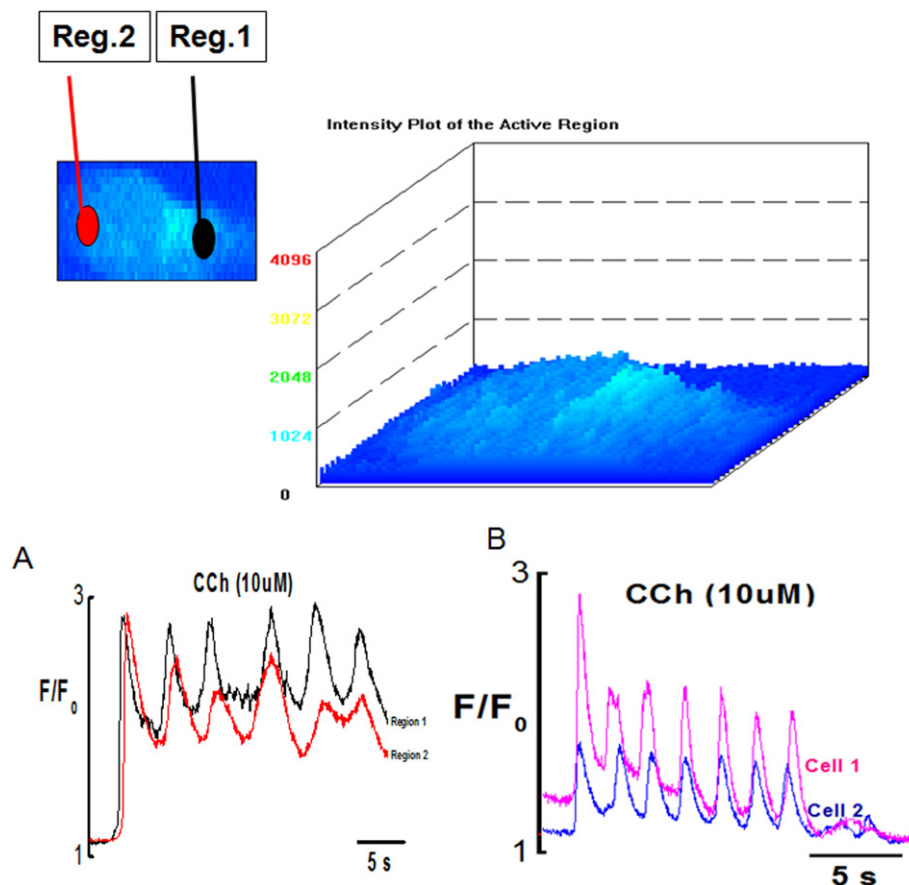 Reg.2 Reg.1
Intensity Plot of the Active Region
4096
3072
2048
1024
0
A
CCh (10uM)
3
F/F0
Region 1
Region 2
1
5 s
B
3
CCh (10uM)
F/F0
Cell 1
Cell 2
1
5 s